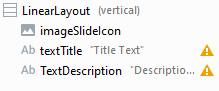 LinearLayout (vertical)
imageSlideIcon
Ab textTitle "Title Text"
Ab TextDescription "Descriptio...